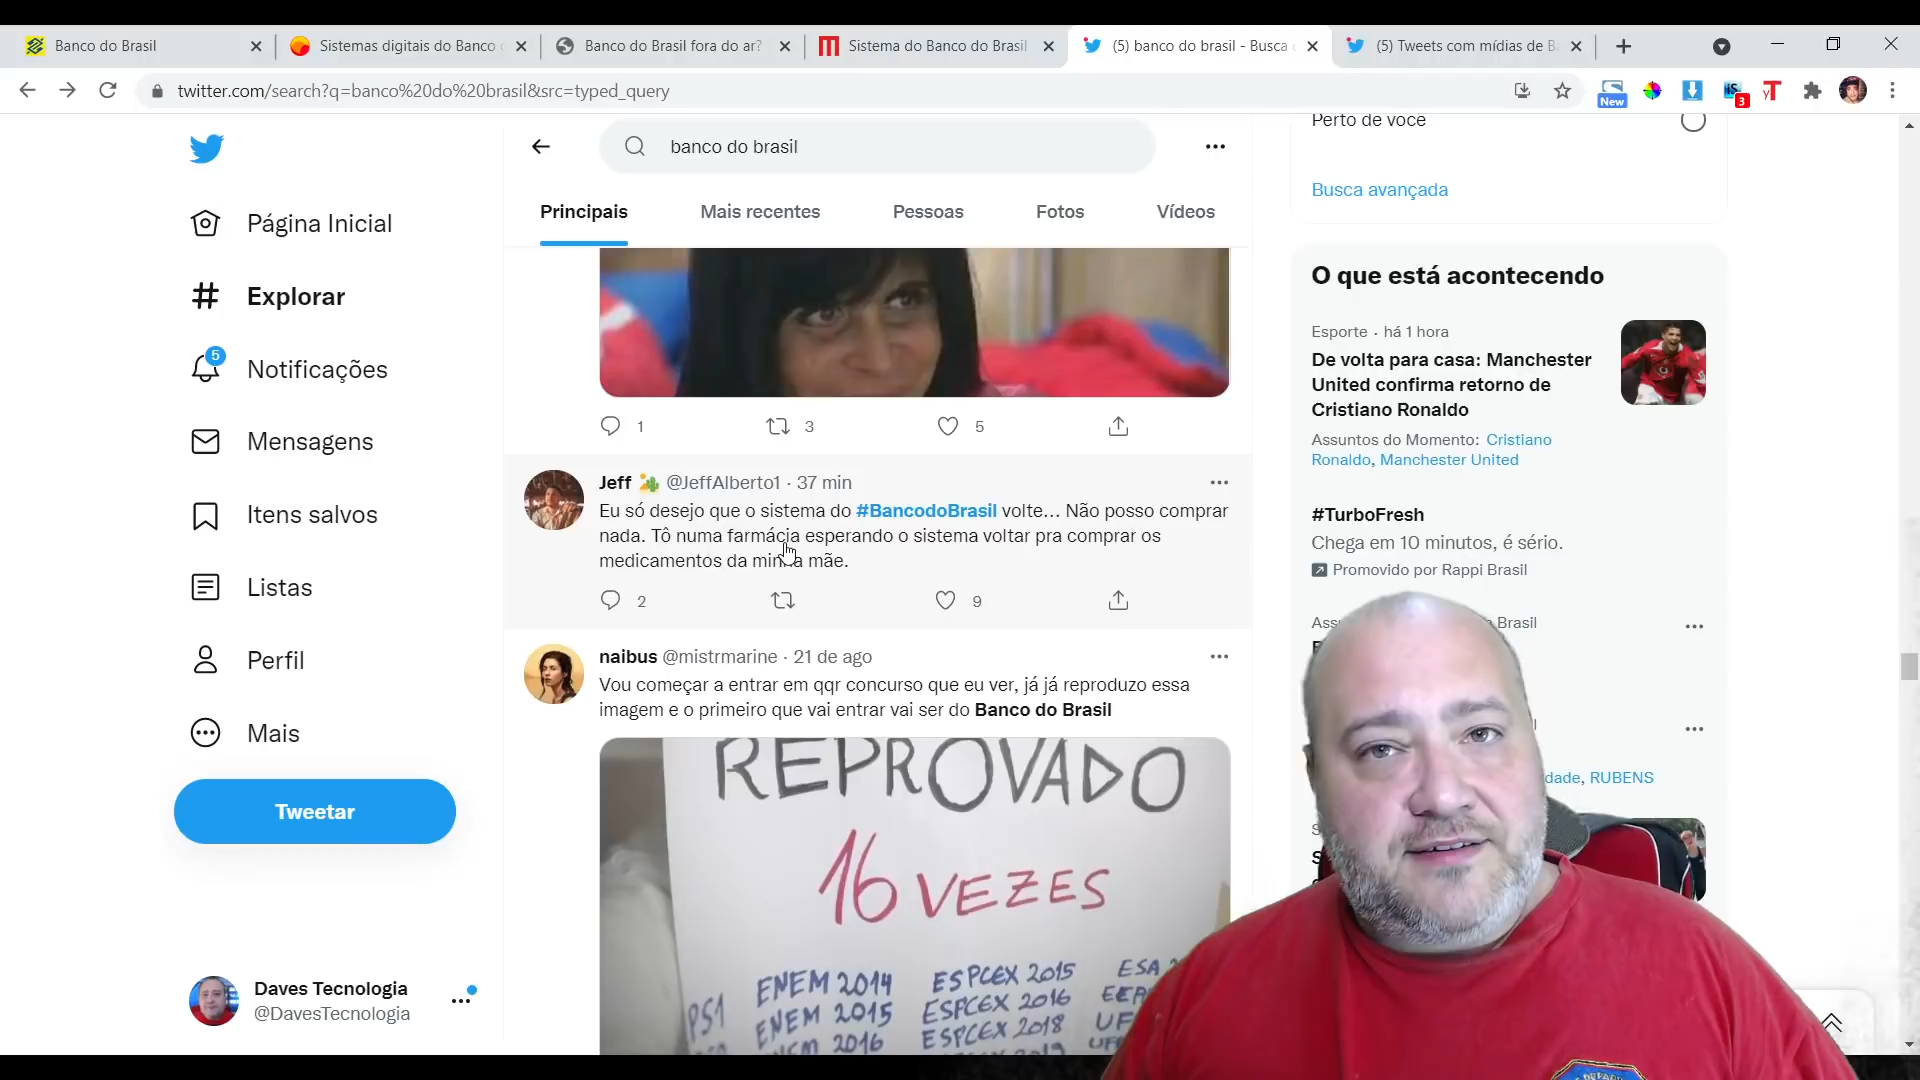 Banco do Brasil
Sistemas digitais do Banco
Banco do Brasil fora do ar?
Sistema do Banco do Brasil
(5) banco do brasil - Busca
(5) Tweets com mídias de
twitter.com/search?q=banco%20do%20brasil&src=typed_query
New
3
banco do brasil
Principais
Mais recentes
Pessoas
Fotos
Vídeos
Página Inicial
Explorar
5
Notificações
Mensagens
Itens salvos
Listas
Perfil
Mais
Tweetar
Daves Tecnologia
@DavesTecnologia
1
3
5
Jeff @JeffAlberto1 · 37 min
Eu só desejo que o sistema do #BancodoBrasil volte... Não posso comprar
nada. Tô numa farmácia esperando o sistema voltar pra comprar os
medicamentos da minha mãe.
2
9
naibus @mistrmarine · 21 de ago
Vou começar a entrar em qqr concurso que eu ver, já já reproduzo essa
imagem e o primeiro que vai entrar vai ser do Banco do Brasil
REPROVADO
16 VEZES
PS1 ENEM 2014 ESPCEX 2015 ESA
ENEM 2015 ESPCEX 2016
ENEM 2016 ESPCEX 2018
Perto de você
Busca avançada
O que está acontecendo
Esporte · há 1 hora
De volta para casa: Manchester
United confirma retorno de
Cristiano Ronaldo
Assuntos do Momento: Cristiano
Ronaldo, Manchester United
#TurboFresh
Chega em 10 minutos, é sério.
Promovido por Rappi Brasil
Brasil
dade, RUBENS